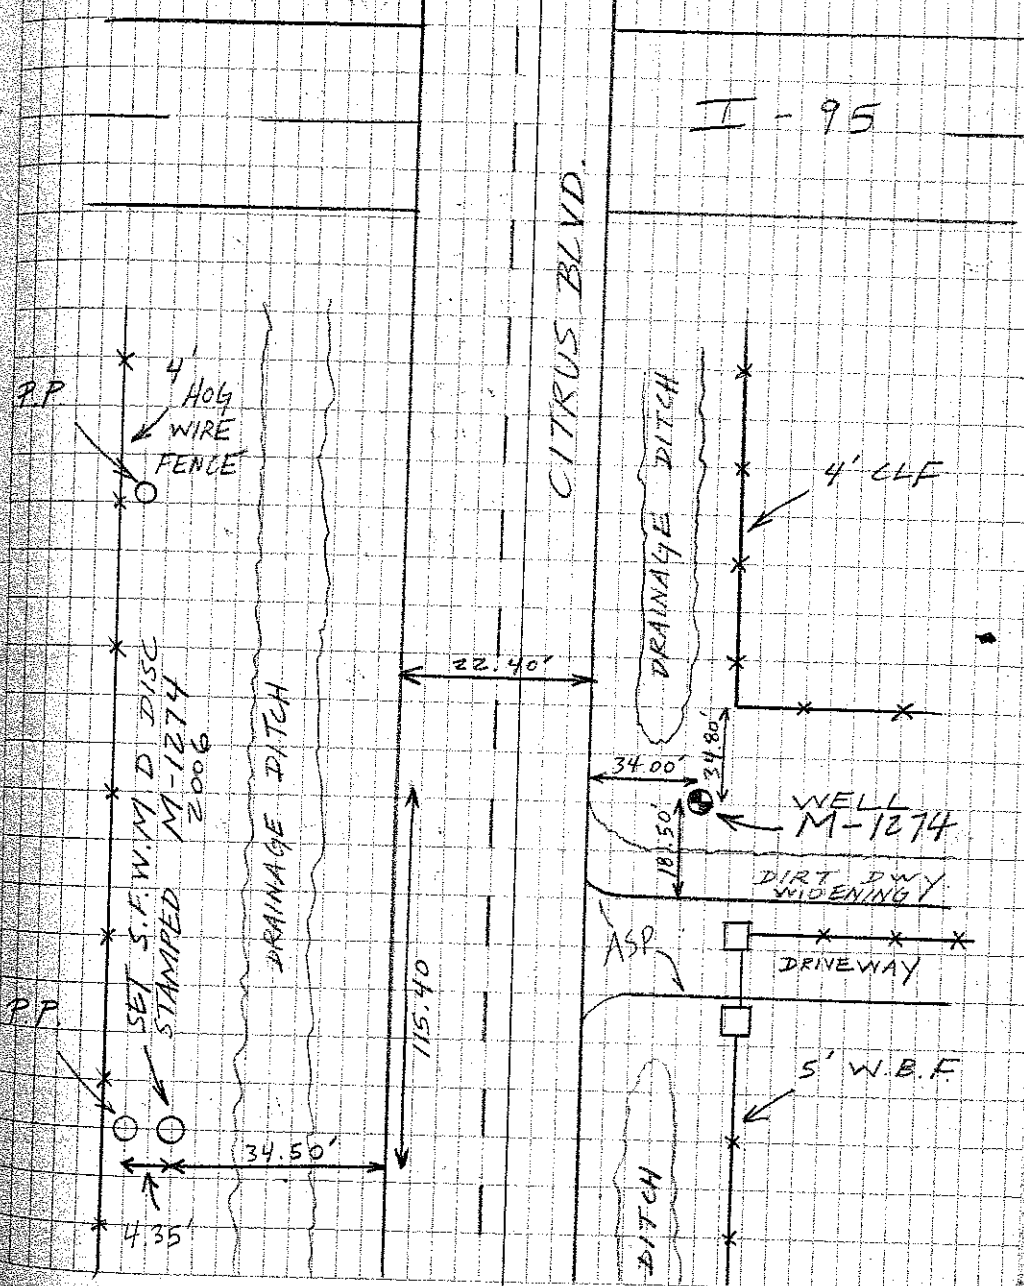 I - 95
CITRUS BLVD.
P.P
4'
HOG
WIRE
FENCE
DRAINAGE DITCH
4' CLF
22.40'
SET S.F.W.M D DISC
STAMPED M-1274
2006
DRAINAGE DITCH
34.00'
34.80'
WELL
M-1274
181.50'
DIRT DWY.
WIDENING
ASP
DRIVEWAY
115.40
P.P.
5' W.B.F.
34.50'
4.35'
DITCH